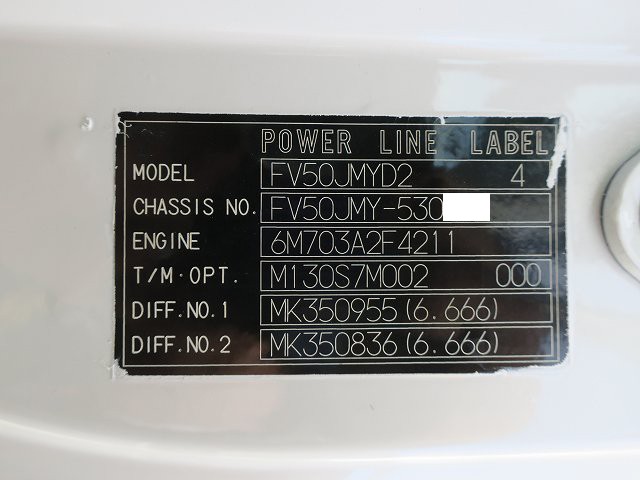 POWER LINE LABEL
MODEL FV50JMYD2 4
CHASSIS NO. FV50JMY-530
ENGINE 6M703A2F4211
T/M·OPT. M130S7M002 000
DIFF.NO.1 MK350955(6.666)
DIFF.NO.2 MK350836(6.666)